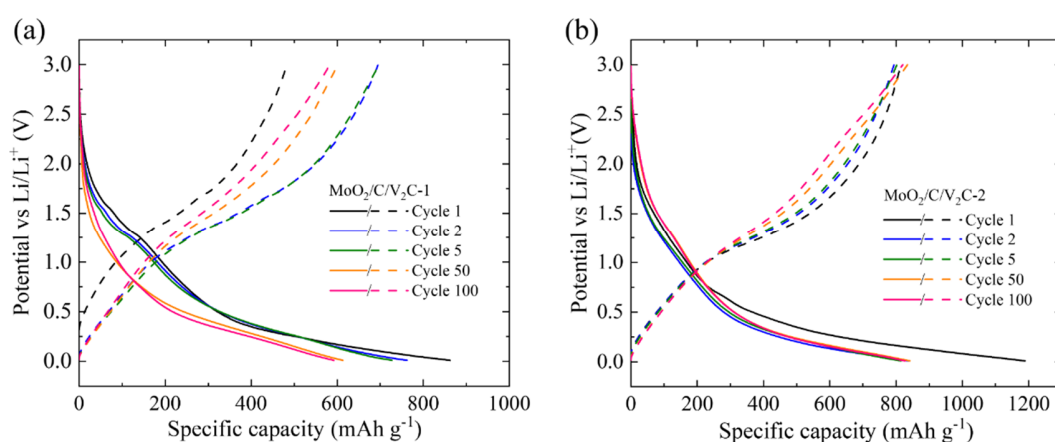 (a)
Potential vs Li/Li⁺ (V)
3.0
2.5
2.0
1.5
1.0
0.5
0.0
MoO₂/C/V₂C-1
Cycle 1
Cycle 2
Cycle 5
Cycle 50
Cycle 100
0 200 400 600 800 1000
Specific capacity (mAh g⁻¹)
(b)
Potential vs Li/Li⁺(V)
3.0
2.5
2.0
1.5
1.0
0.5
0.0
MoO₂/C/V₂C-2
Cycle 1
Cycle 2
Cycle 5
Cycle 50
Cycle 100
0 200 400 600 800 1000 1200
Specific capacity (mAh g⁻¹)